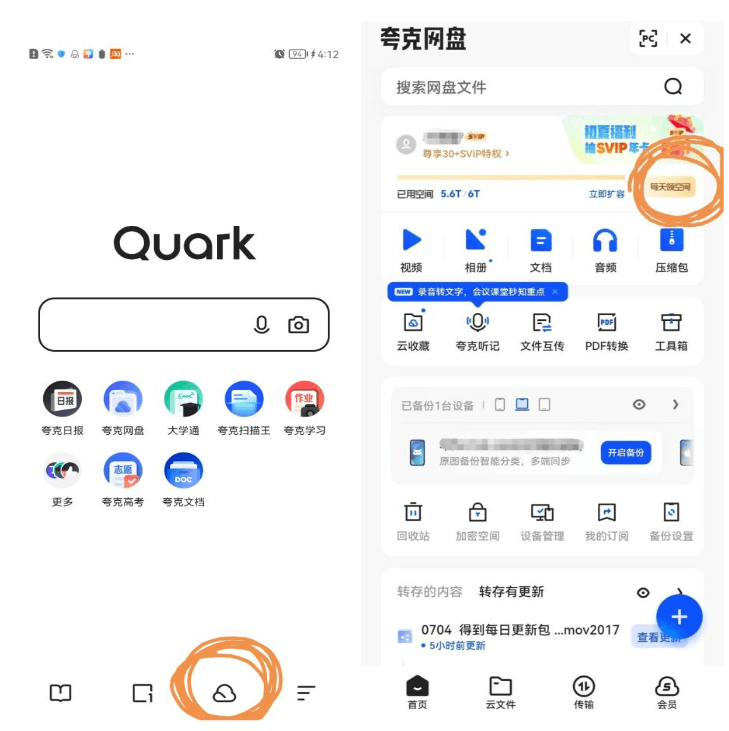 94 4:12
Quark
日报
作业
夸克日报 夸克网盘 大学通 夸克扫描王 夸克学习
志愿
DOC
更多 夸克高考 夸克文档
夸克网盘
PC
搜索网盘文件
SVIP
尊享30+SVIP特权
初夏福利
抽SVIP年卡
已用空间 5.6T/6T
立即扩容
每天领空间
视频 相册 文档 音频 压缩包
NEW 录音转文字，会议课堂秒知重点 ×
PDF
云收藏 夸克听记 文件互传 PDF转换 工具箱
已备份1台设备
原图备份智能分类，多端同步
开启备份
回收站 加密空间 设备管理 我的订阅 备份设置
转存的内容 转存有更新
0704 得到每日更新包 ...mov2017
• 5小时前更新
查看更新
首页 云文件 传输 会员